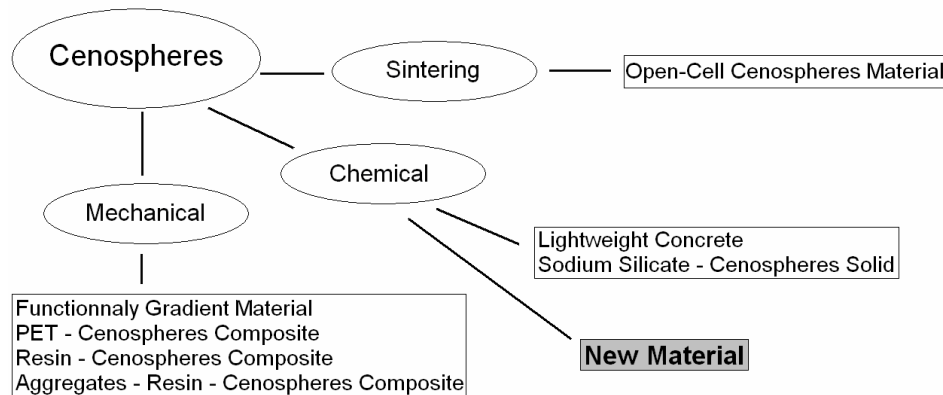 Cenospheres
Sintering
Open-Cell Cenospheres Material
Chemical
Mechanical
Lightweight Concrete
Sodium Silicate - Cenospheres Solid
Functionnaly Gradient Material
PET - Cenospheres Composite
Resin - Cenospheres Composite
Aggregates - Resin - Cenospheres Composite
New Material